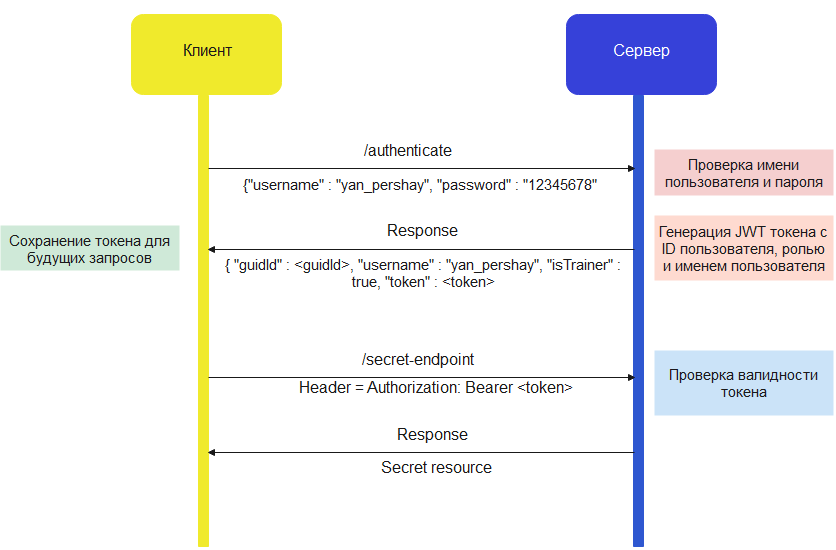 Клиент
Сервер
/authenticate
{"username" : "yan_pershay", "password" : "12345678"
Проверка имени
пользователя и пароля
Response
{ "guidId" : <guidId>, "username" : "yan_pershay", "isTrainer" :
true, "token" : <token>
Генерация JWT токена с
ID пользователя, ролью
и именем пользователя
Сохранение токена для
будущих запросов
/secret-endpoint
Header = Authorization: Bearer <token>
Проверка валидности
токена
Response
Secret resource